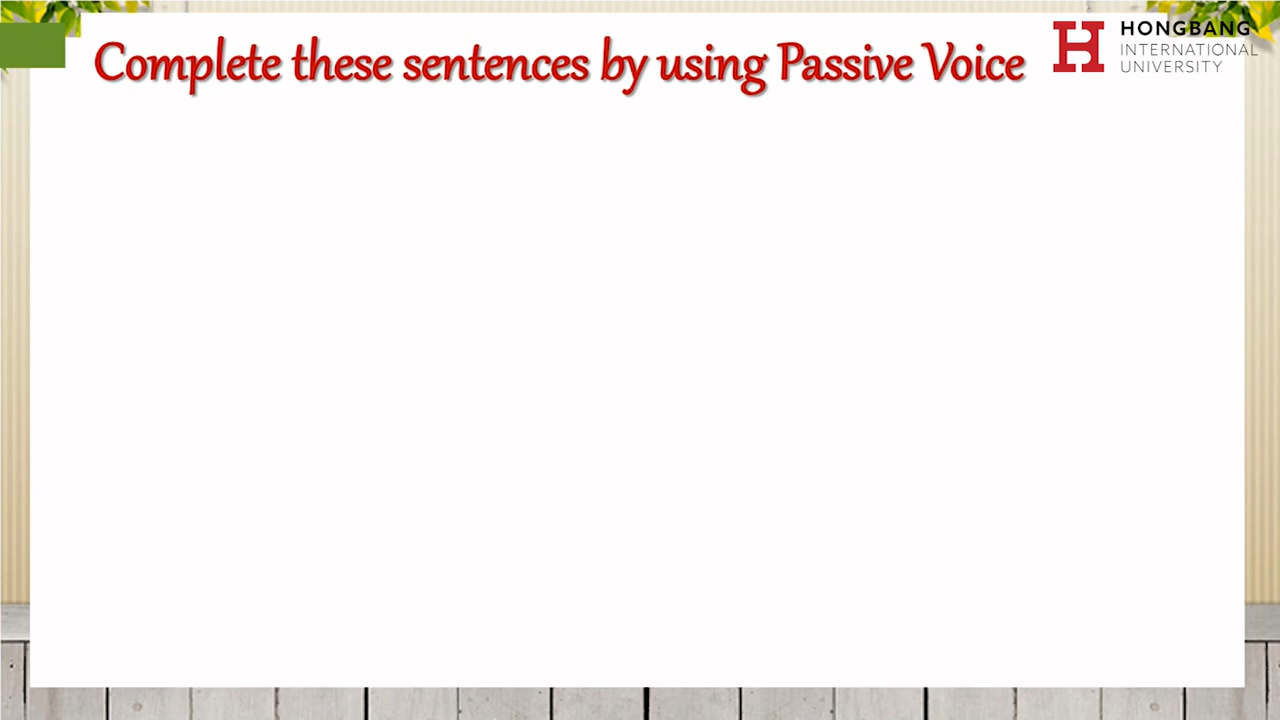 Complete these sentences by using Passive Voice
HONGBANG
INTERNATIONAL
UNIVERSITY